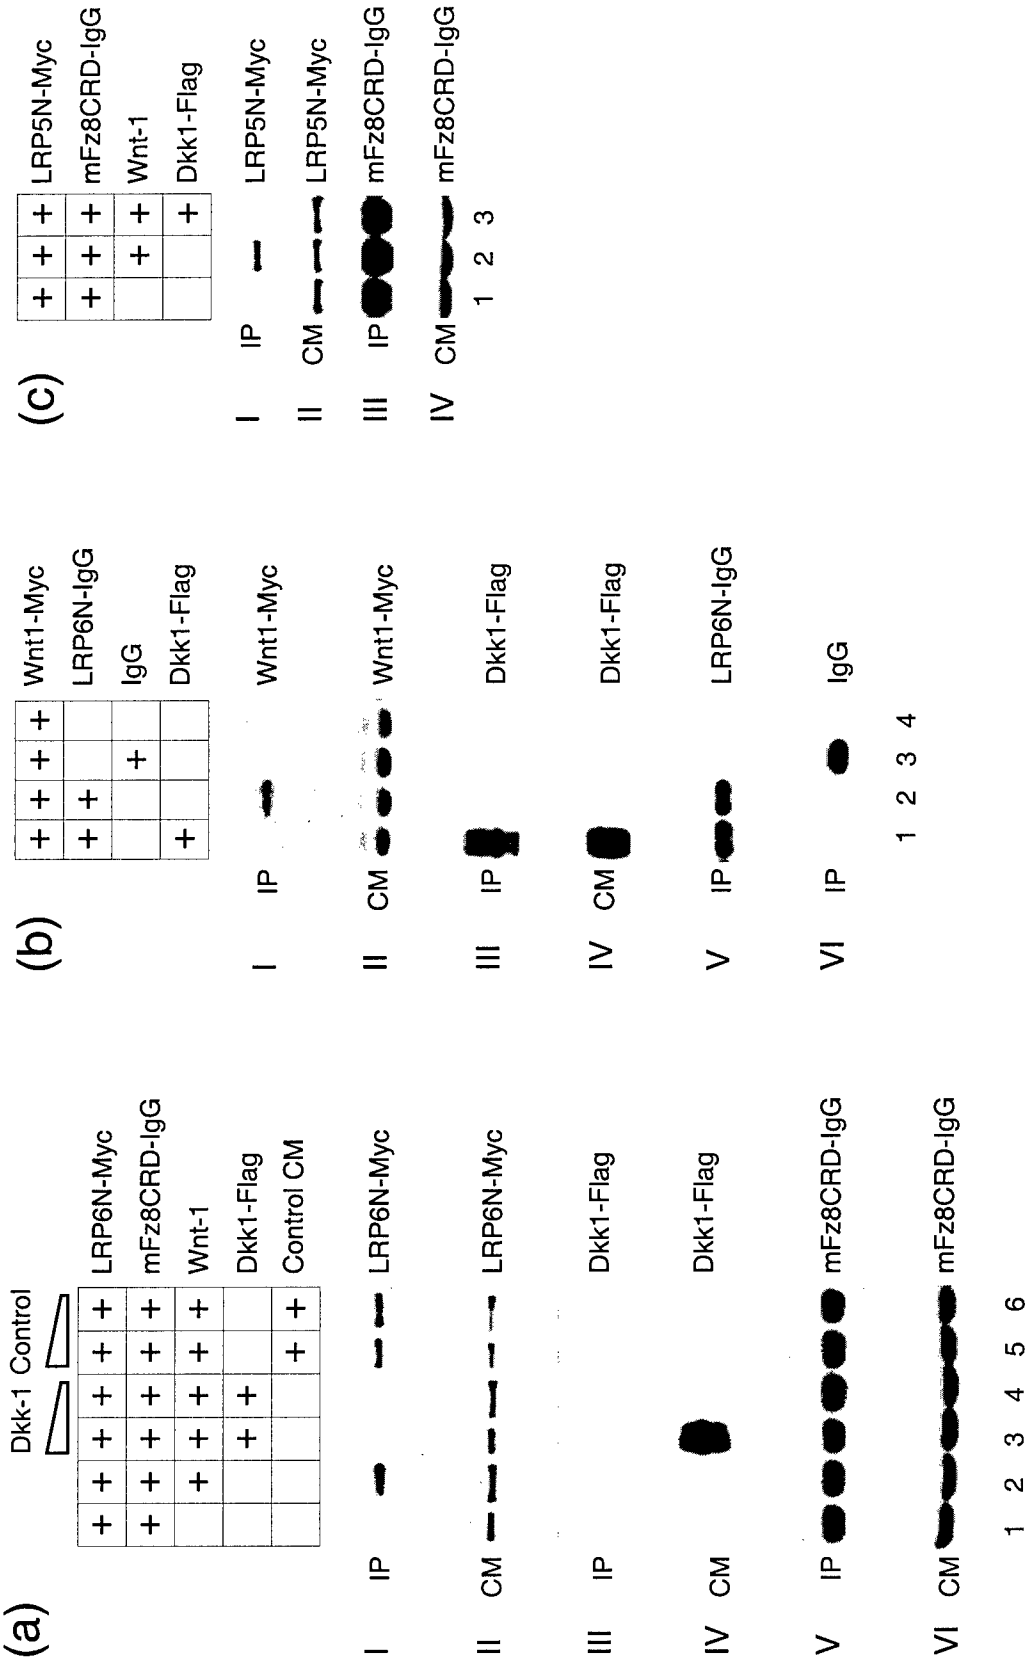 (a)
Dkk-1 Control
+ + + + + + LRP6N-Myc
+ + + + + + mFz8CRD-IgG
+ + + + + Wnt-1
+ + Dkk1-Flag
+ + Control CM
I IP LRP6N-Myc
II CM LRP6N-Myc
III IP Dkk1-Flag
IV CM Dkk1-Flag
V IP mFz8CRD-IgG
VI CM mFz8CRD-IgG
1 2 3 4 5 6
(b)
+ + + + Wnt1-Myc
+ + LRP6N-IgG
+ IgG
+ Dkk1-Flag
I IP Wnt1-Myc
II CM Wnt1-Myc
III IP Dkk1-Flag
IV CM Dkk1-Flag
V IP LRP6N-IgG
VI IP IgG
1 2 3 4
(c)
+ + + LRP5N-Myc
+ + + mFz8CRD-IgG
+ + Wnt-1
+ Dkk1-Flag
I IP LRP5N-Myc
II CM LRP5N-Myc
III IP mFz8CRD-IgG
IV CM mFz8CRD-IgG
1 2 3